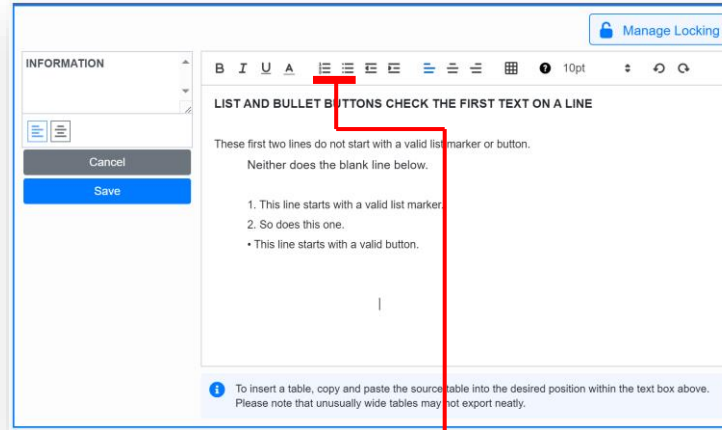 Manage Locking
INFORMATION
Cancel
Save
B I U A 10pt
LIST AND BULLET BUTTONS CHECK THE FIRST TEXT ON A LINE
These first two lines do not start with a valid list marker or button.
Neither does the blank line below.
1. This line starts with a valid list marker.
2. So does this one.
• This line starts with a valid button.
To insert a table, copy and paste the source table into the desired position within the text box above.
Please note that unusually wide tables may not export neatly.